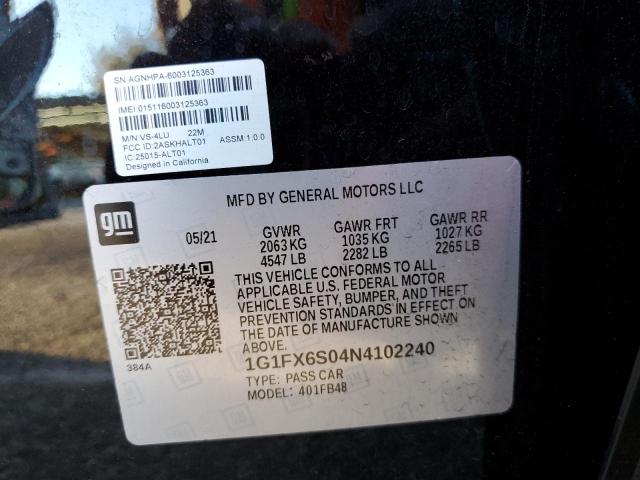 SN AGNHPA-6003125363
IMEI:015116003125363
M/N VS-4LU 22M
FCC ID:2ASKHALT01 ASSM:1.0.0
IC:25015-ALT01
Designed in California
gm
MFD BY GENERAL MOTORS LLC
05/21
GVWR GAWR FRT GAWR RR
2063 KG 1035 KG 1027 KG
4547 LB 2282 LB 2265 LB
THIS VEHICLE CONFORMS TO ALL
APPLICABLE U.S. FEDERAL MOTOR
VEHICLE SAFETY, BUMPER, AND THEFT
PREVENTION STANDARDS IN EFFECT ON
THE DATE OF MANUFACTURE SHOWN
ABOVE.
384A
1G1FX6S04N4102240
TYPE: PASS CAR
MODEL: 401FB48